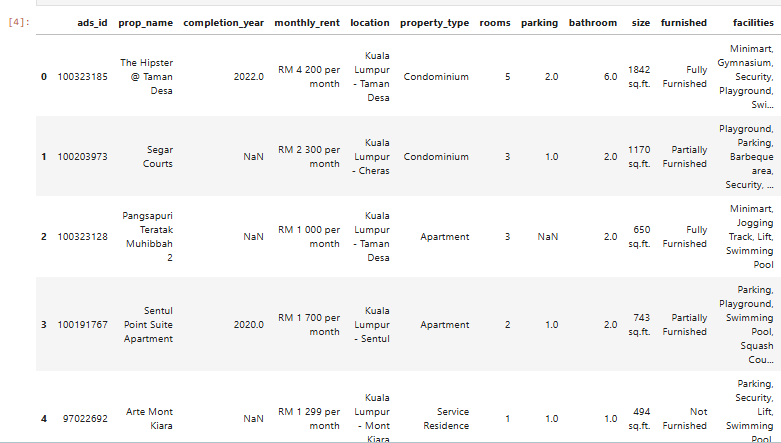 [4]:
ads_id prop_name completion_year monthly_rent location property_type rooms parking bathroom size furnished facilities
0 100323185 The Hipster @ Taman Desa 2022.0 RM 4 200 per month Kuala Lumpur - Taman Desa Condominium 5 2.0 6.0 1842 sq.ft. Fully Furnished Minimart, Gymnasium, Security, Playground, Swi...
1 100203973 Segar Courts NaN RM 2 300 per month Kuala Lumpur - Cheras Condominium 3 1.0 2.0 1170 sq.ft. Partially Furnished Playground, Parking, Barbeque area, Security, ...
2 100323128 Pangsapuri Teratak Muhibbah 2 NaN RM 1 000 per month Kuala Lumpur - Taman Desa Apartment 3 NaN 2.0 650 sq.ft. Fully Furnished Minimart, Jogging Track, Lift, Swimming Pool
3 100191767 Sentul Point Suite Apartment 2020.0 RM 1 700 per month Kuala Lumpur - Sentul Apartment 2 1.0 2.0 743 sq.ft. Partially Furnished Parking, Playground, Swimming Pool, Squash Cou...
4 97022692 Arte Mont Kiara NaN RM 1 299 per month Kuala Lumpur - Mont Kiara Service Residence 1 1.0 1.0 494 sq.ft. Not Furnished Parking, Security, Lift, Swimming Pool